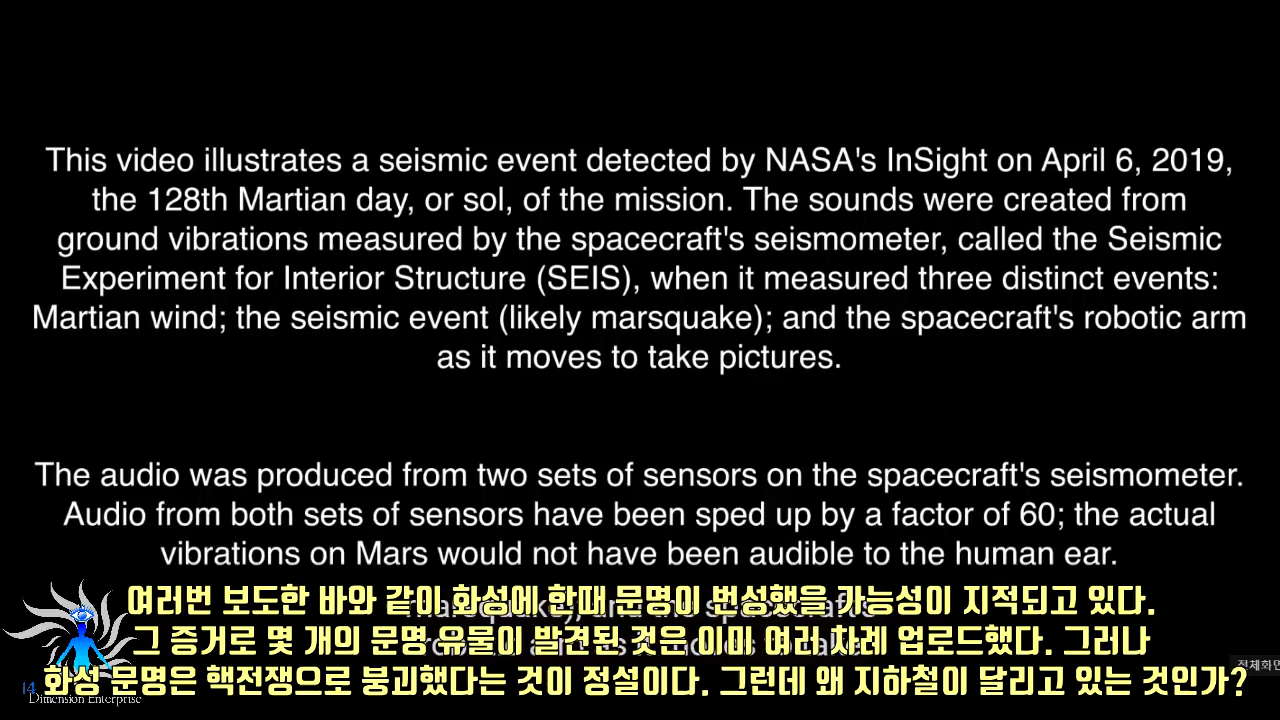 This video illustrates a seismic event detected by NASA's InSight on April 6, 2019,
the 128th Martian day, or sol, of the mission. The sounds were created from
ground vibrations measured by the spacecraft's seismometer, called the Seismic
Experiment for Interior Structure (SEIS), when it measured three distinct events:
Martian wind; the seismic event (likely marsquake); and the spacecraft's robotic arm
as it moves to take pictures.
The audio was produced from two sets of sensors on the spacecraft's seismometer.
Audio from both sets of sensors have been sped up by a factor of 60; the actual
vibrations on Mars would not have been audible to the human ear.
여러번 보도한 바와 같이 화성에 한때 문명이 번성했을 가능성이 지적되고 있다.
그 증거로 몇 개의 문명 유물이 발견된 것은 이미 여러 차례 업로드했다. 그러나
화성 문명은 핵전쟁으로 붕괴했다는 것이 정설이다. 그런데 왜 지하철이 달리고 있는 것인가?
전체화면
14
Dimension Enterprise